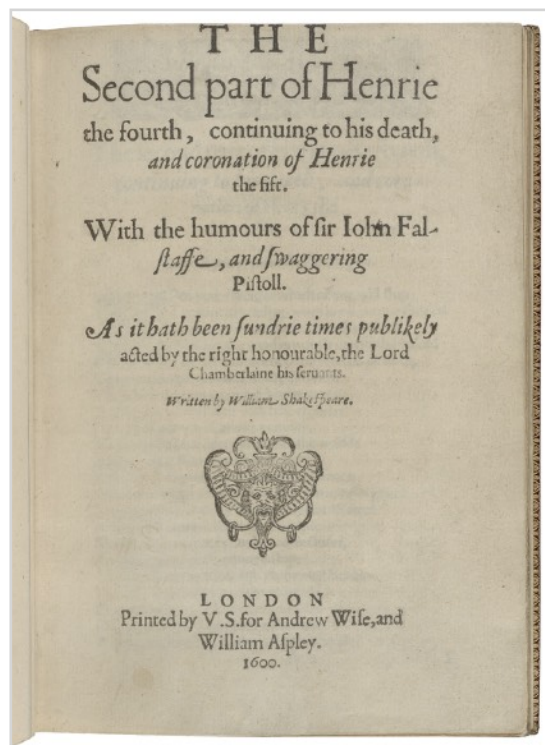 THE
Second part of Henrie
the fourth, continuing to his death,
and coronation of Henrie
the fift.
With the humours of ſir Iohn Fal-
ſtaffe, and ſwaggering
Piſtoll.
As it hath been ſundrie times publikely
acted by the right honourable, the Lord
Chamberlaine his ſeruants.
Written by William Shakeſpeare.
LONDON
Printed by V.S. for Andrew Wiſe, and
William Aſpley.
1600.